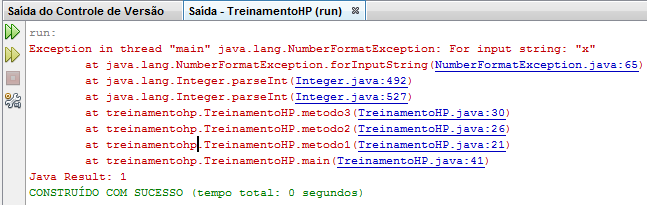 Saída do Controle de Versão Saída - TreinamentoHP (run)
run:
Exception in thread "main" java.lang.NumberFormatException: For input string: "x"
at java.lang.NumberFormatException.forInputString(NumberFormatException.java:65)
at java.lang.Integer.parseInt(Integer.java:492)
at java.lang.Integer.parseInt(Integer.java:527)
at treinamentohp.TreinamentoHP.metodo3(TreinamentoHP.java:30)
at treinamentohp.TreinamentoHP.metodo2(TreinamentoHP.java:26)
at treinamentohp.TreinamentoHP.metodo1(TreinamentoHP.java:21)
at treinamentohp.TreinamentoHP.main(TreinamentoHP.java:41)
Java Result: 1
CONSTRUÍDO COM SUCESSO (tempo total: 0 segundos)